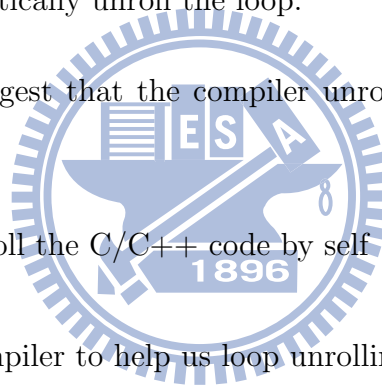 tically unroll the loop.
gest that the compiler unro
E S A
oll the C/C++ code by self
1896
mpiler to help us loop unrollin